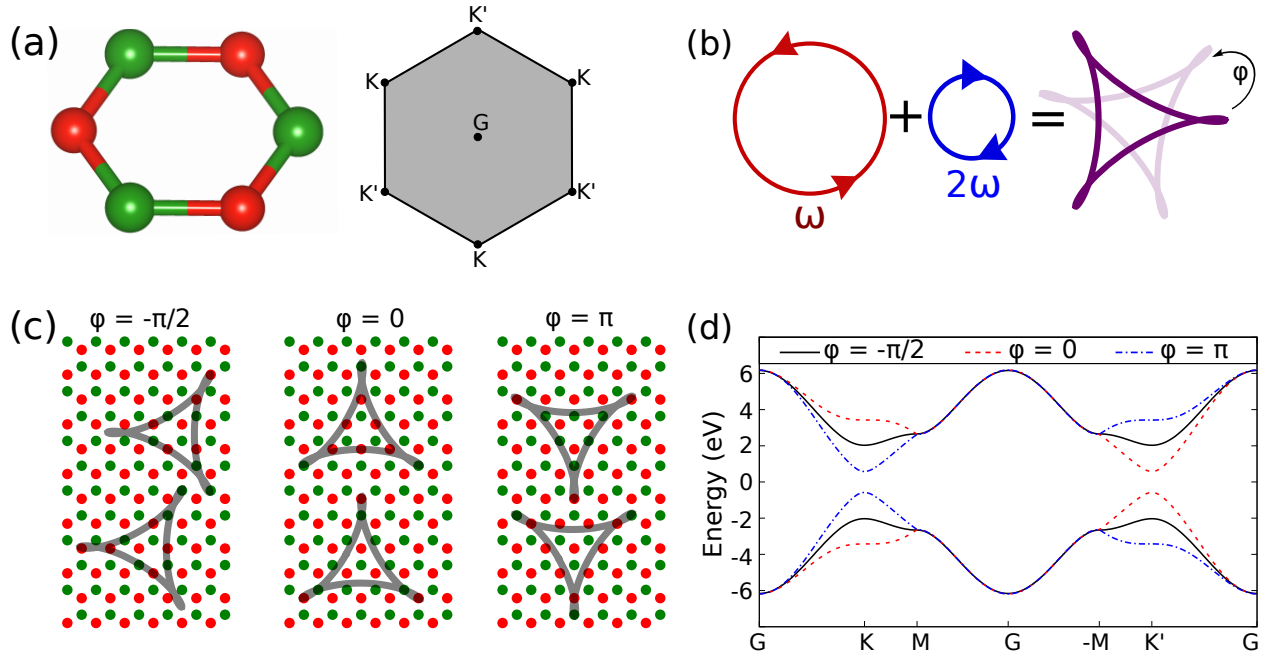 (a)
K'
K
K
G
K'
K'
K
(b)
+
=
φ
ω
2ω
(c)
φ = -π/2
φ = 0
φ = π
(d)
φ = -π/2
φ = 0
φ = π
Energy (eV)
6
4
2
0
-2
-4
-6
G
K
M
G
-M
K'
G